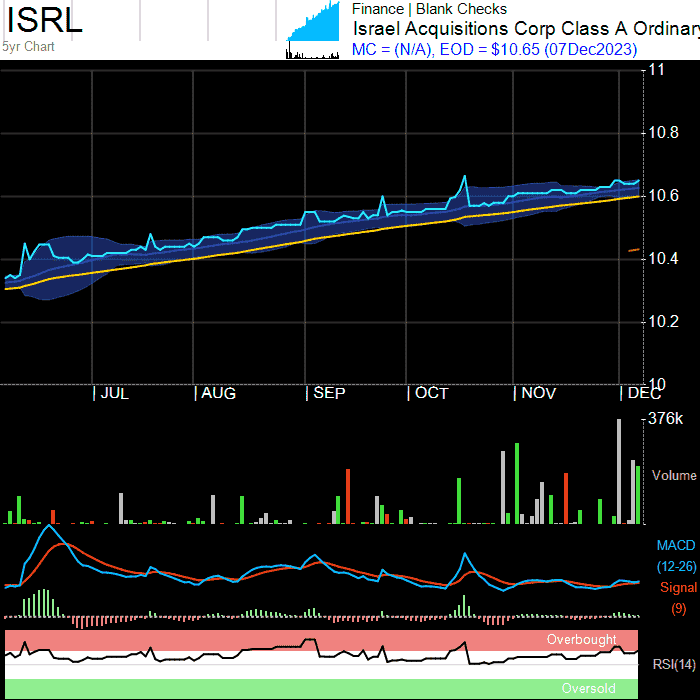 ISRL
5yr Chart
Finance | Blank Checks
Israel Acquisitions Corp Class A Ordinary
MC = (N/A), EOD = $10.65 (07Dec2023)
11
10.8
10.6
10.4
10.2
10
JUL
AUG
SEP
OCT
NOV
DEC
376k
Volume
MACD
(12-26)
Signal
(9)
Overbought
RSI(14)
Oversold